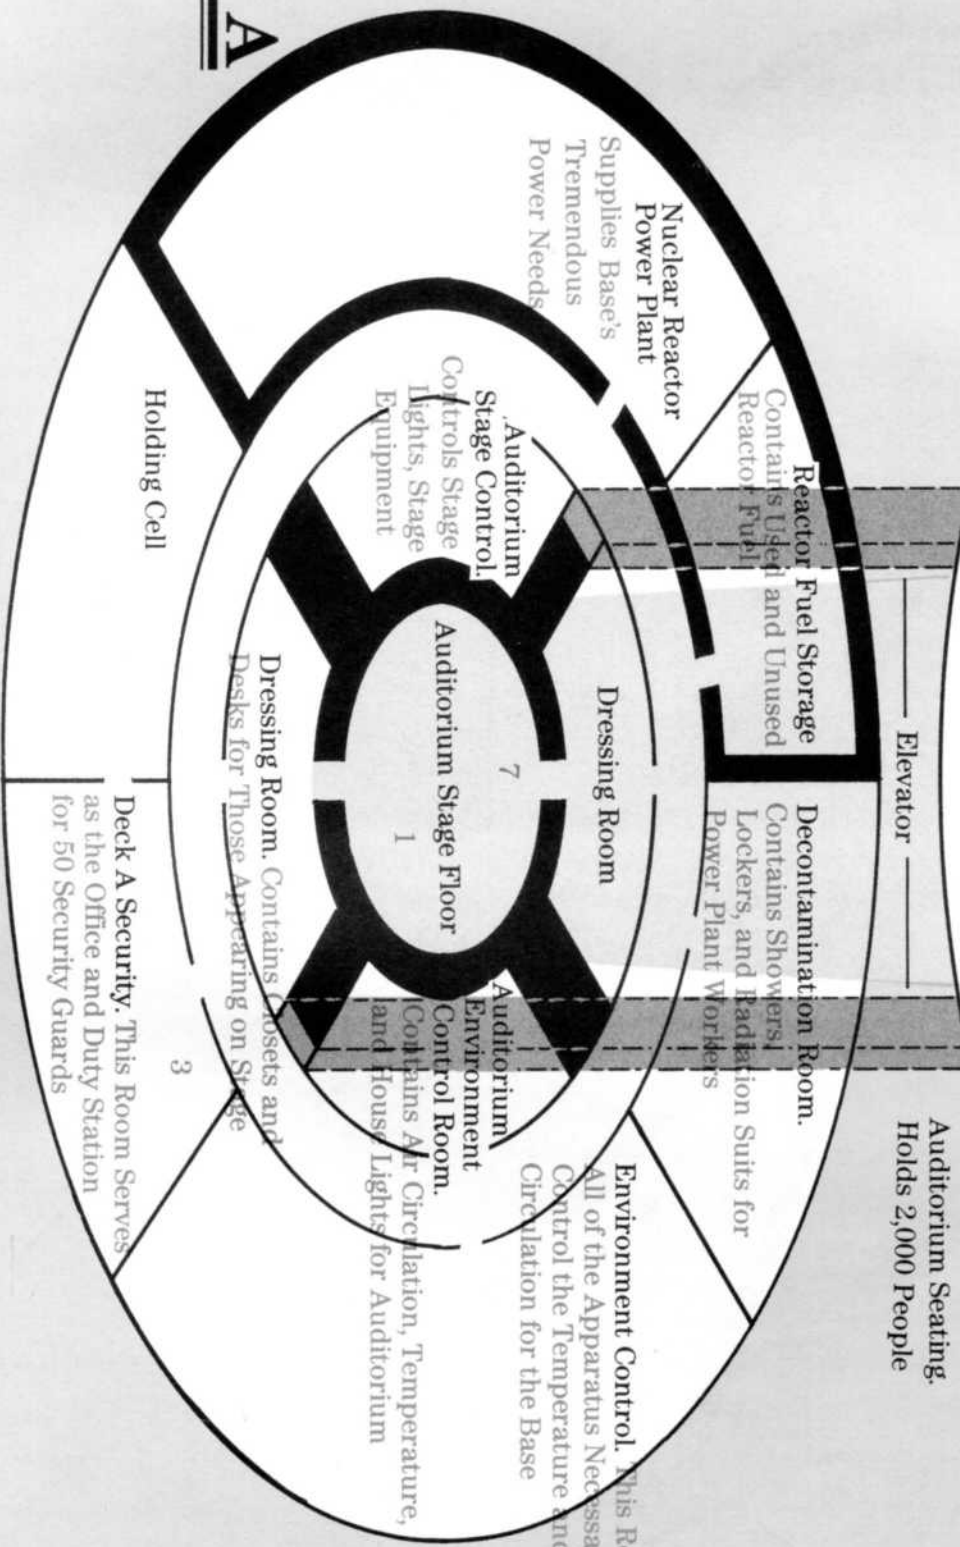 A
Auditorium Seating.
Holds 2,000 People
Elevator
Reactor Fuel Storage
Contains Used and Unused
Reactor Fuel
Decontamination Room.
Contains Showers,
Lockers, and Radiation Suits for
Power Plant Workers
Nuclear Reactor
Power Plant
Supplies Base's
Tremendous
Power Needs
Environment Control. This
All of the Apparatus
Control the Temperature and
Circulation for the Base
Dressing Room
Auditorium
Stage Control.
Controls Stage
Lights, Stage
Equipment
7
Auditorium Stage Floor
1
Auditorium
Environment
Control Room.
Contains Air Circulation, Temperature,
and House Lights for Auditorium
Dressing Room. Contains Closets and
Desks for Those Appearing on Stage
3
Holding Cell
Deck A Security. This Room Serves
as the Office and Duty Station
for 50 Security Guards